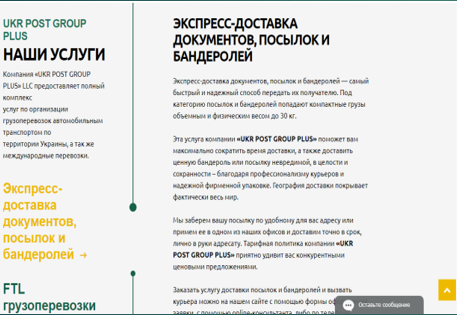 UKR POST GROUP
PLUS
НАШИ УСЛУГИ
Компания «UKR POST GROUP
PLUS» LLC предоставляет полный
комплекс
услуг по организации
грузоперевозок автомобильным
транспортом по
территории Украины, а так же
международные перевозки.
Экспресс-
доставка
документов,
посылок и
бандеролей →
FTL
грузоперевозки
ЭКСПРЕСС-ДОСТАВКА
ДОКУМЕНТОВ, ПОСЫЛОК И
БАНДЕРОЛЕЙ
Экспресс-доставка документов, посылок и бандеролей — самый
быстрый и надежный способ передать их получателю. Под
категорию посылок и бандеролей попадают компактные грузы
объемным и физическим весом до 30 кг.
Эта услуга компании «UKR POST GROUP PLUS» поможет вам
максимально сократить время доставки, а также доставить
ценную бандероль или посылку невредимой, в целости и
сохранности – благодаря профессионализму курьеров и
надежной фирменной упаковке. География доставки покрывает
фактически весь мир.
Мы заберем вашу посылку по удобному для вас адресу или
примем ее в одном из наших офисов и доставим точно в срок,
лично в руки адресату. Тарифная политика компании «UKR
POST GROUP PLUS» приятно удивит вас конкурентными
ценовыми предложениями.
Заказать услугу доставки посылок и бандеролей и вызвать
курьера можно на нашем сайте с помощью формы
заявки, с помощью online-консультанта, либо по
Оставьте сообщение